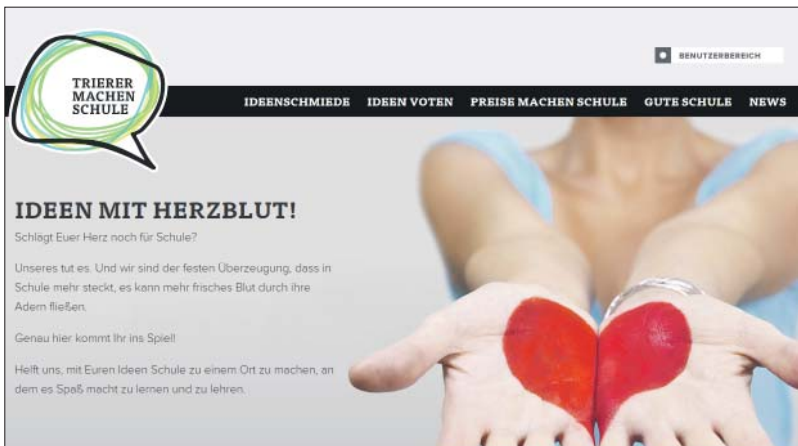 BENUTZERBEREICH
TRIERER
MACHEN
SCHULE
IDEENSCHMIEDE IDEEN VOTEN PREISE MACHEN SCHULE GUTE SCHULE NEWS
IDEEN MIT HERZBLUT!
Schlägt Euer Herz noch für Schule?
Unseres tut es. Und wir sind der festen Überzeugung, dass in
Schule mehr steckt, es kann mehr frisches Blut durch ihre
Adern fließen.
Genau hier kommt Ihr ins Spiel!
Helft uns, mit Euren Ideen Schule zu einem Ort zu machen, an
dem es Spaß macht zu lernen und zu lehren.